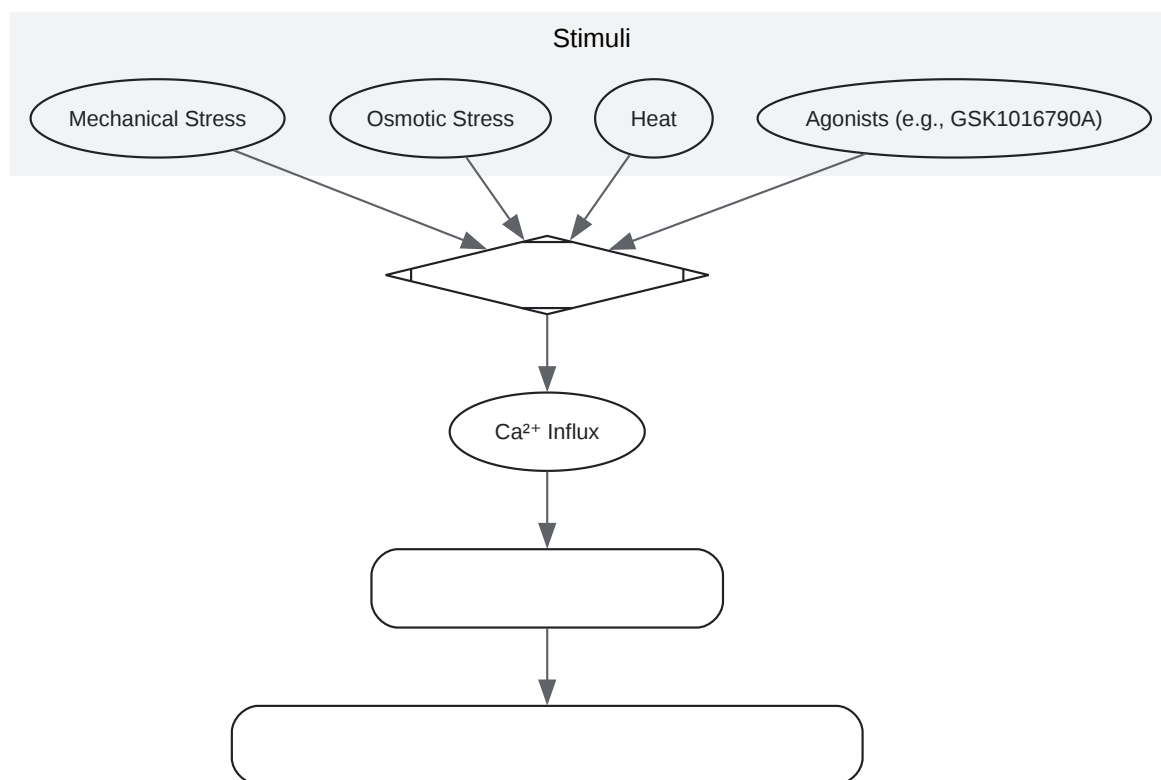 Stimuli
Mechanical Stress
Osmotic Stress
Heat
Agonists (e.g., GSK1016790A)
Ca²⁺ Influx